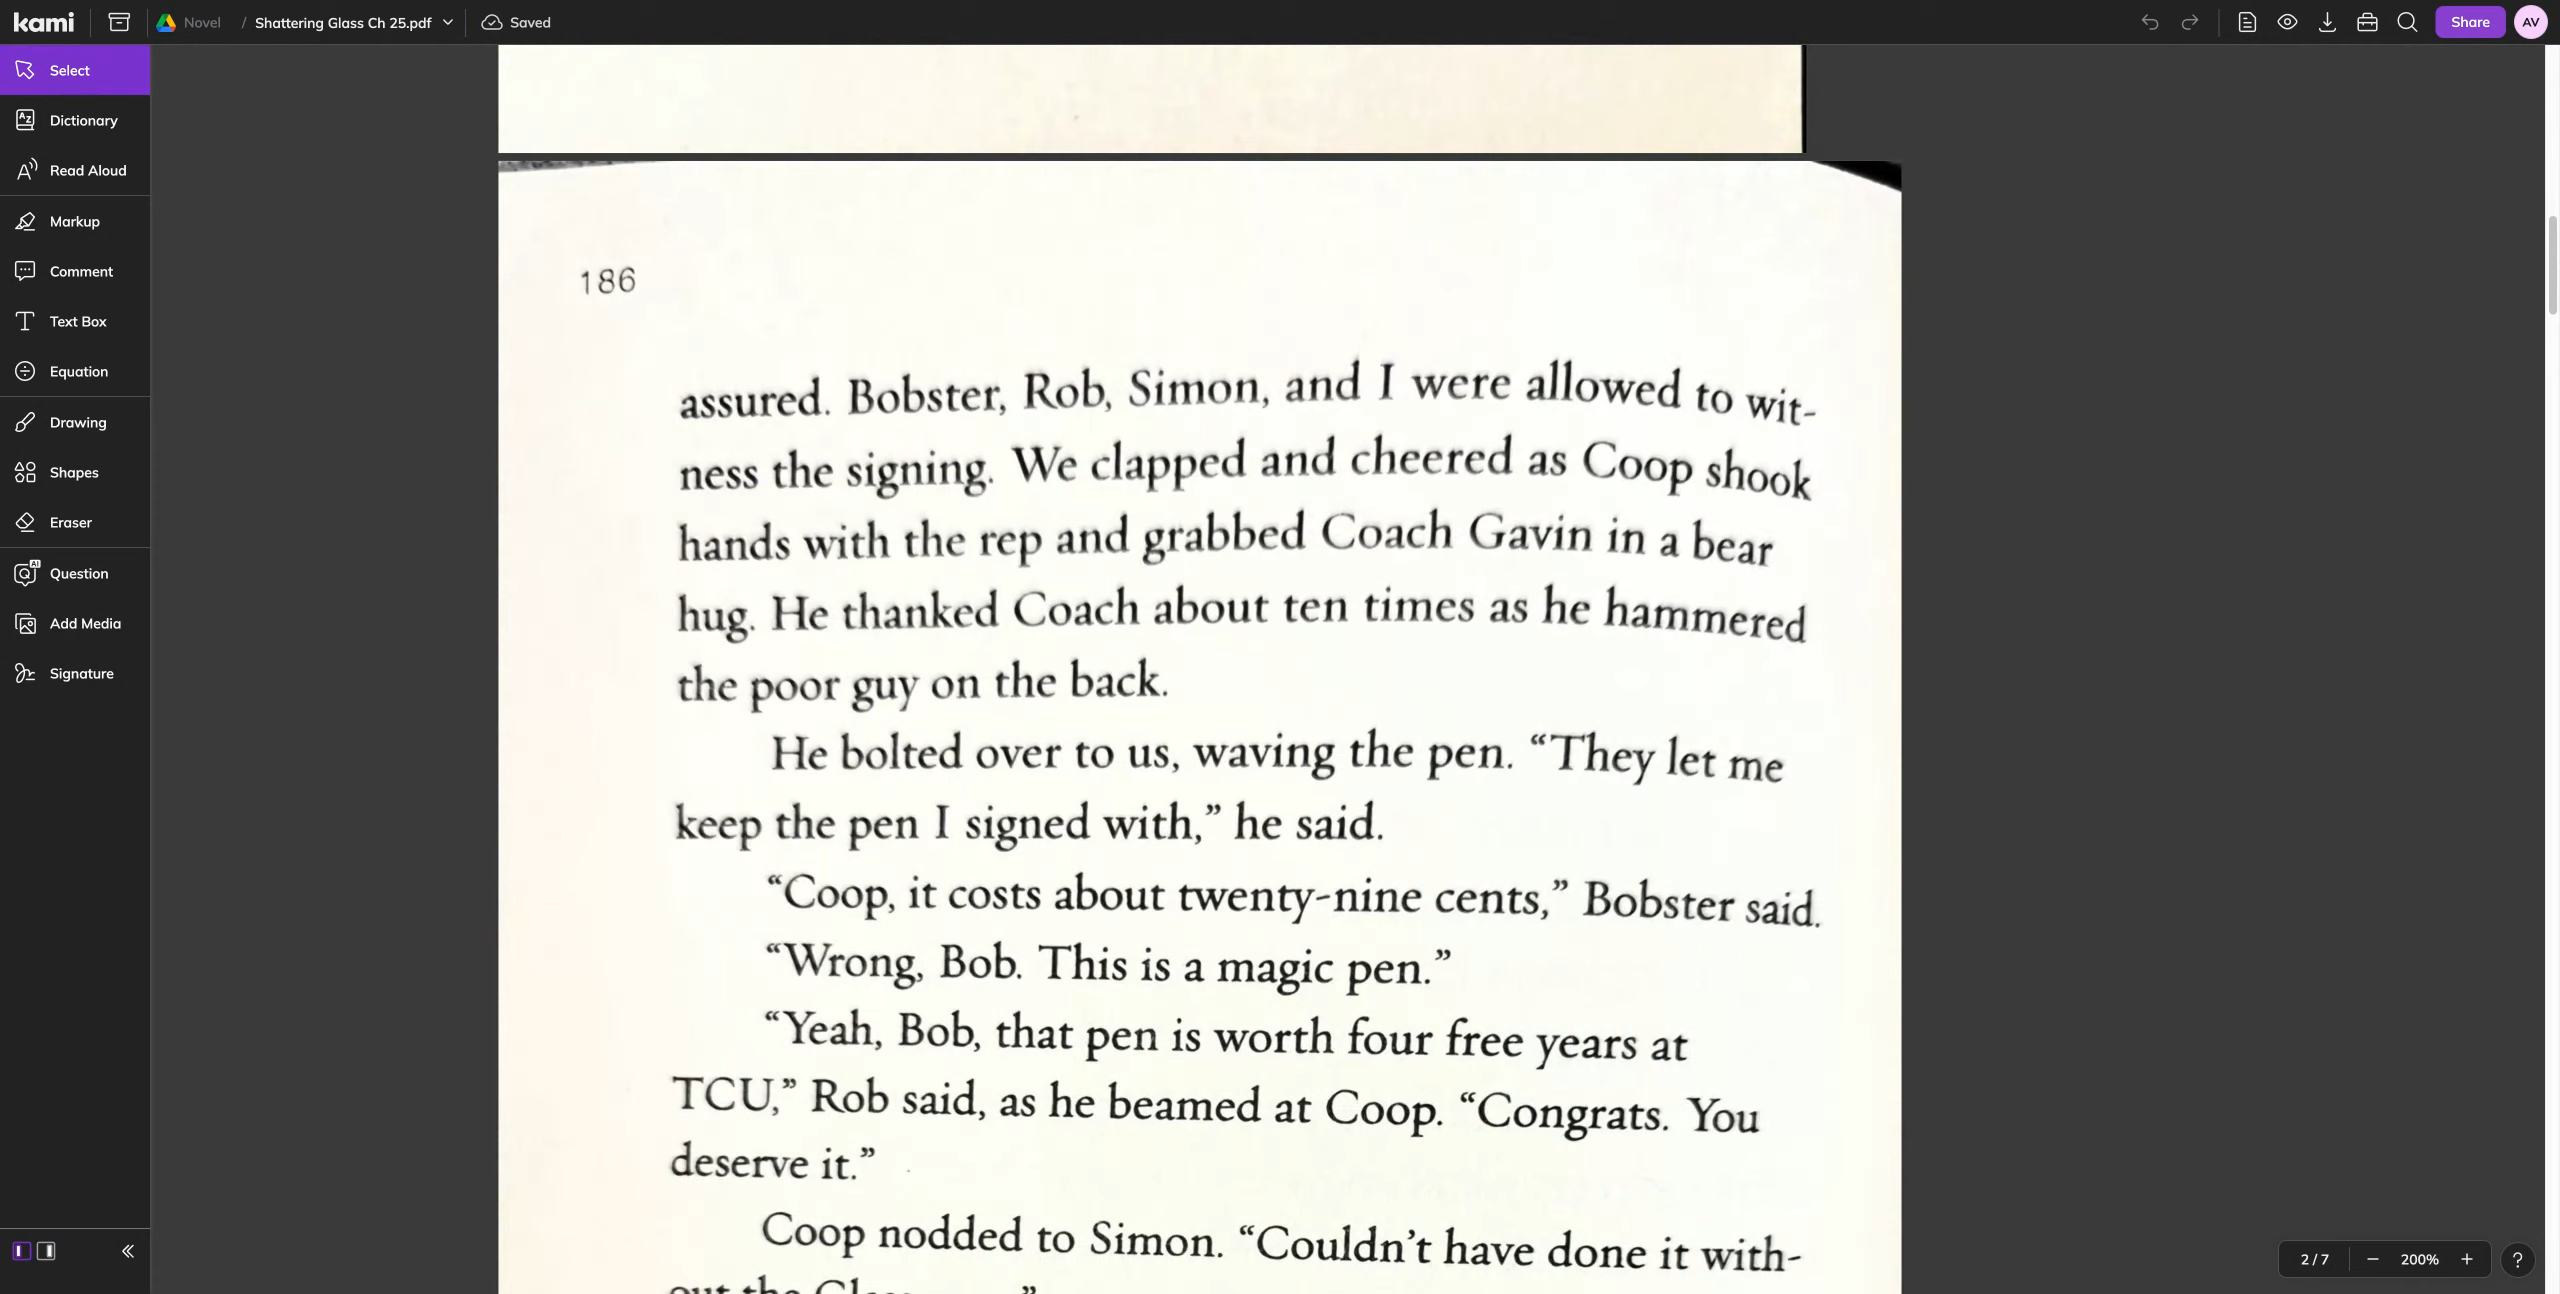 kami
Novel
/ Shattering Glass Ch 25.pdf
Saved
Share
AV
Select
Dictionary
Read Aloud
Markup
Comment
Text Box
Equation
Drawing
Shapes
Eraser
Question
Add Media
Signature
186
assured. Bobster, Rob, Simon, and I were allowed to wit-
ness the signing. We clapped and cheered as Coop shook
hands with the rep and grabbed Coach Gavin in a bear
hug. He thanked Coach about ten times as he hammered
the poor guy on the back.
He bolted over to us, waving the pen. “They let me
keep the pen I signed with,” he said.
“Coop, it costs about twenty-nine cents,” Bobster said.
“Wrong, Bob. This is a magic pen.”
“Yeah, Bob, that pen is worth four free years at
TCU,” Rob said, as he beamed at Coop. “Congrats. You
deserve it.”
Coop nodded to Simon. “Couldn’t have done it with-
out the
2 / 7
200%
?